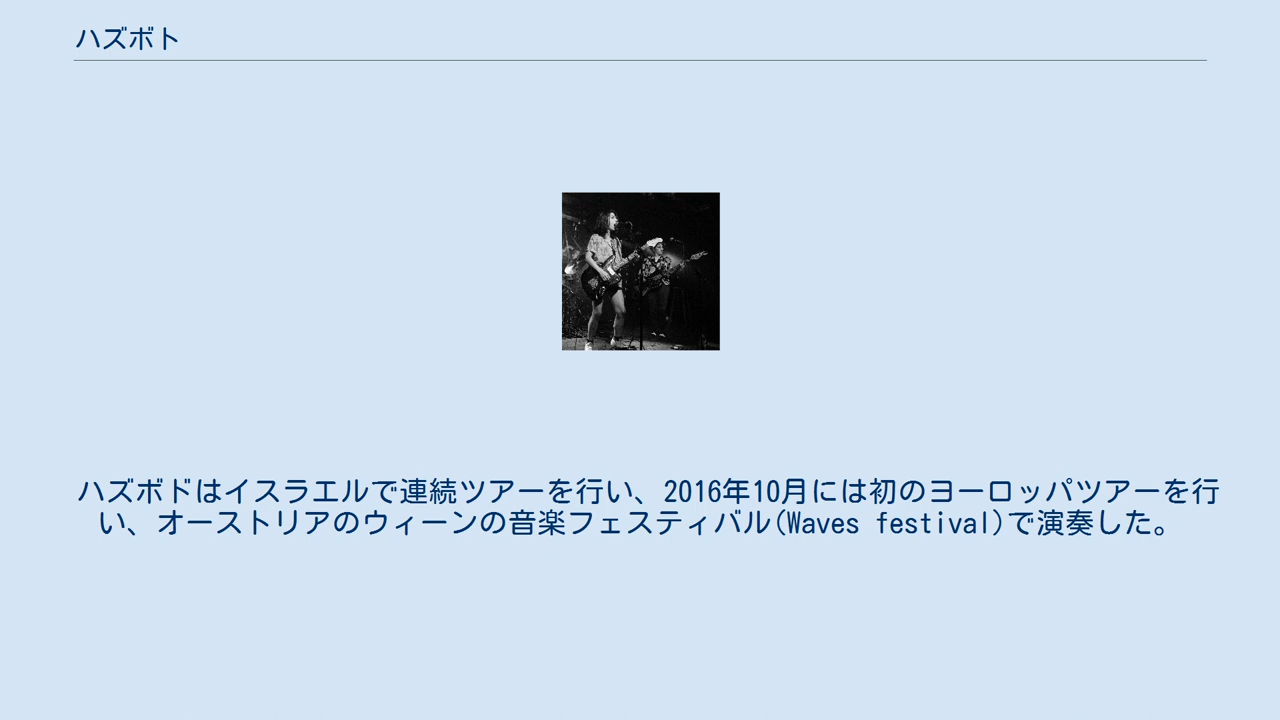 ハズボト
ハズボドはイスラエルで連続ツアーを行い、2016年10月には初のヨーロッパツアーを行
い、オーストリアのウィーンの音楽フェスティバル(Waves festival)で演奏した。